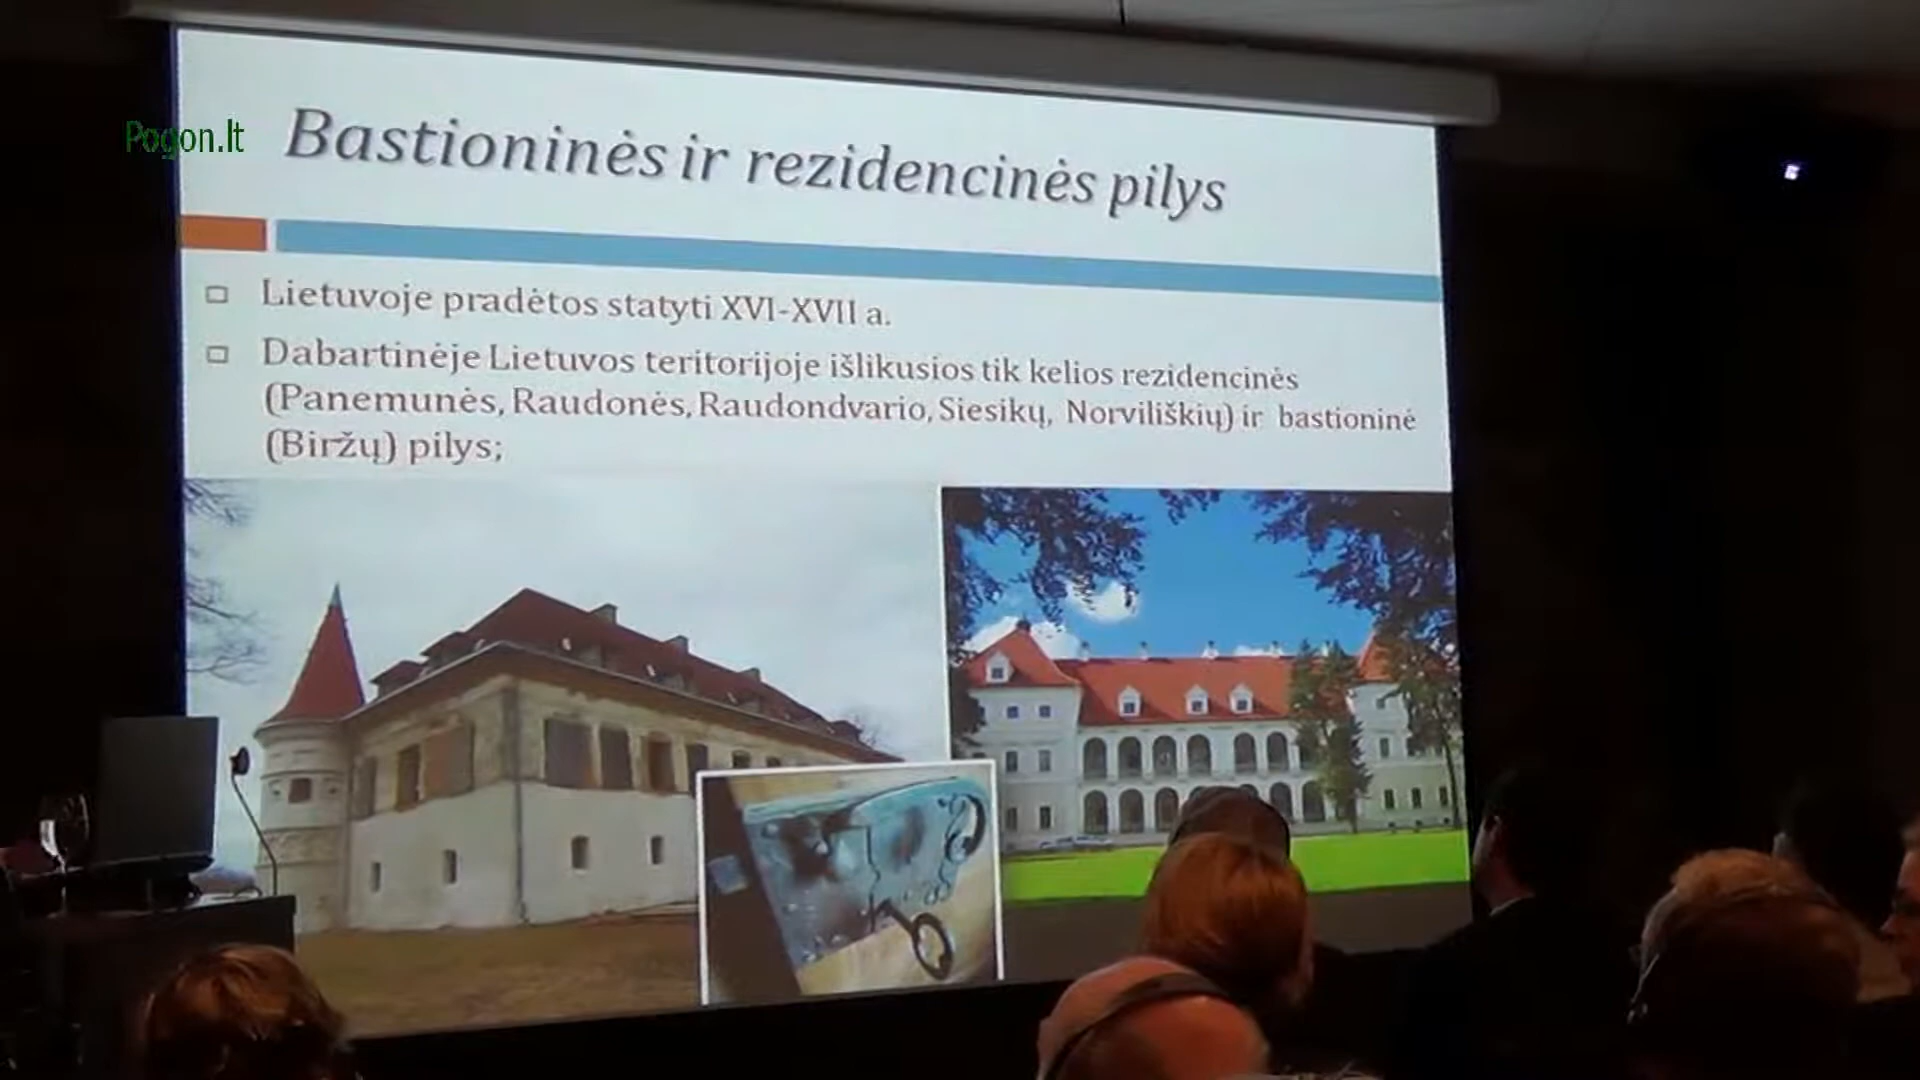 Pogon.lt
Bastioninės ir rezidencinės pilys
Lietuvoje pradėtos statyti XVI-XVII a.
Dabartinėje Lietuvos teritorijoje išlikusios tik kelios rezidencinės
(Panemunės, Raudonės, Raudondvario, Siesikų, Norviliškių) ir bastioninė
(Biržų) pilys;